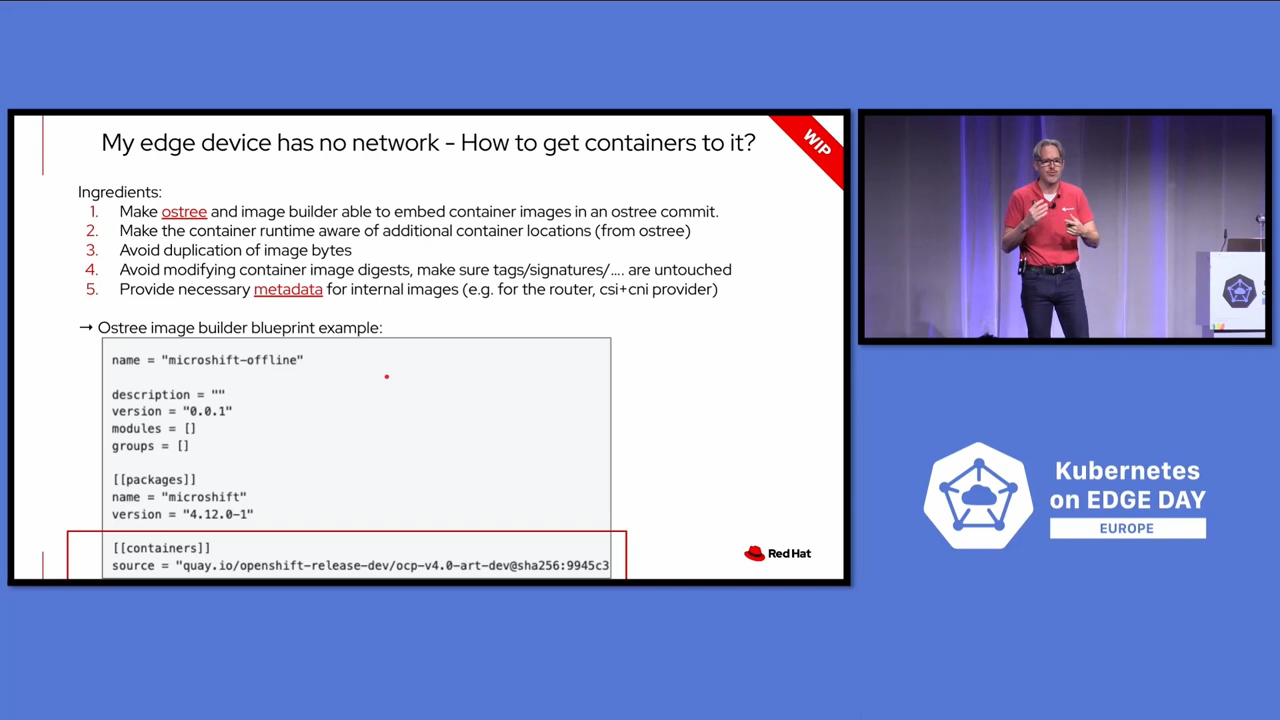 My edge device has no network - How to get containers to it?
WIP
Ingredients:
1. Make ostree and image builder able to embed container images in an ostree commit.
2. Make the container runtime aware of additional container locations (from ostree)
3. Avoid duplication of image bytes
4. Avoid modifying container image digests, make sure tags/signatures/.... are untouched
5. Provide necessary metadata for internal images (e.g. for the router, csi+cni provider)
→ Ostree image builder blueprint example:
name = "microshift-offline"
description = ""
version = "0.0.1"
modules = []
groups = []
[[packages]]
name = "microshift"
version = "4.12.0-1"
[[containers]]
source = "quay.io/openshift-release-dev/ocp-v4.0-art-dev@sha256:9945c3
Red Hat
Kubernetes
on EDGE DAY
EUROPE